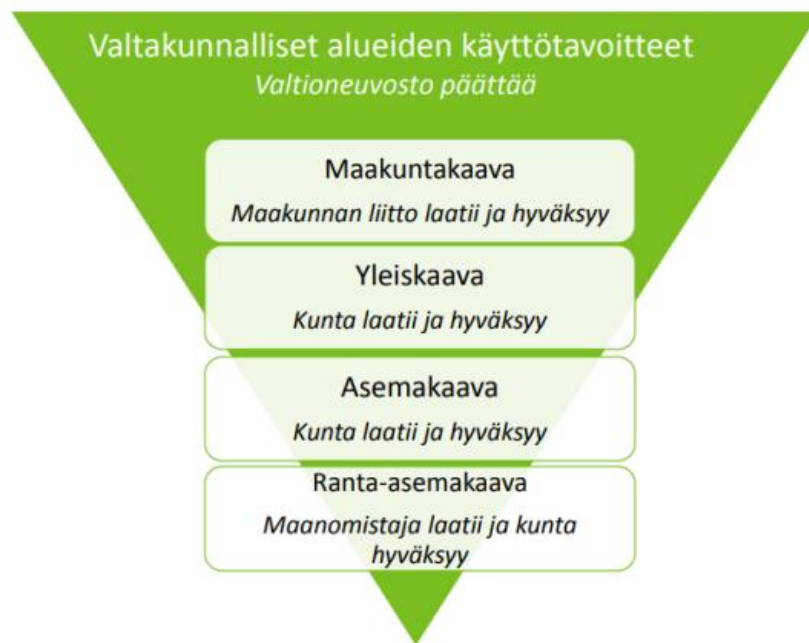 Valtakunnalliset alueiden käyttötavoitteet
Valtioneuvosto päättää
Maakuntakaava
Maakunnan liitto laatii ja hyväksyy
Yleiskaava
Kunta laatii ja hyväksyy
Asemakaava
Kunta laatii ja hyväksyy
Ranta-asemakaava
Maanomistaja laatii ja kunta
hyväksyy